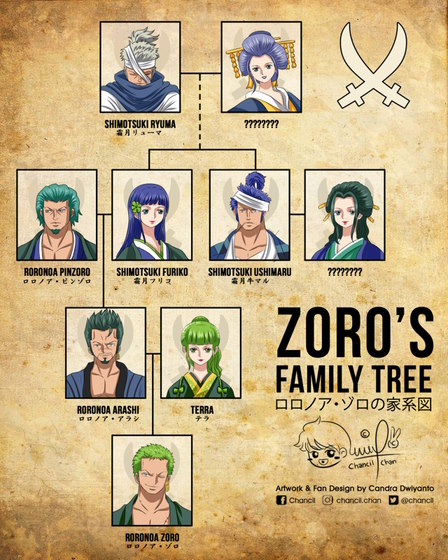 SHIMOTSUKI RYUMA
霜月リューマ
????????
RORONOA PINZORO
ロロノア・ピンゾロ
SHIMOTSUKI FURIKO
霜月フリコ
SHIMOTSUKI USHIMARU
霜月牛マル
????????
RORONOA ARASHI
ロロノア・アラシ
TERRA
テラ
RORONOA ZORO
ロロノア・ゾロ
ZORO'S
FAMILY TREE
ロロノア・ゾロの家系図
©
Chancil Chan
Artwork & Fan Design by Candra Dwiyanto
Chancil chancil.chan @chancilchan